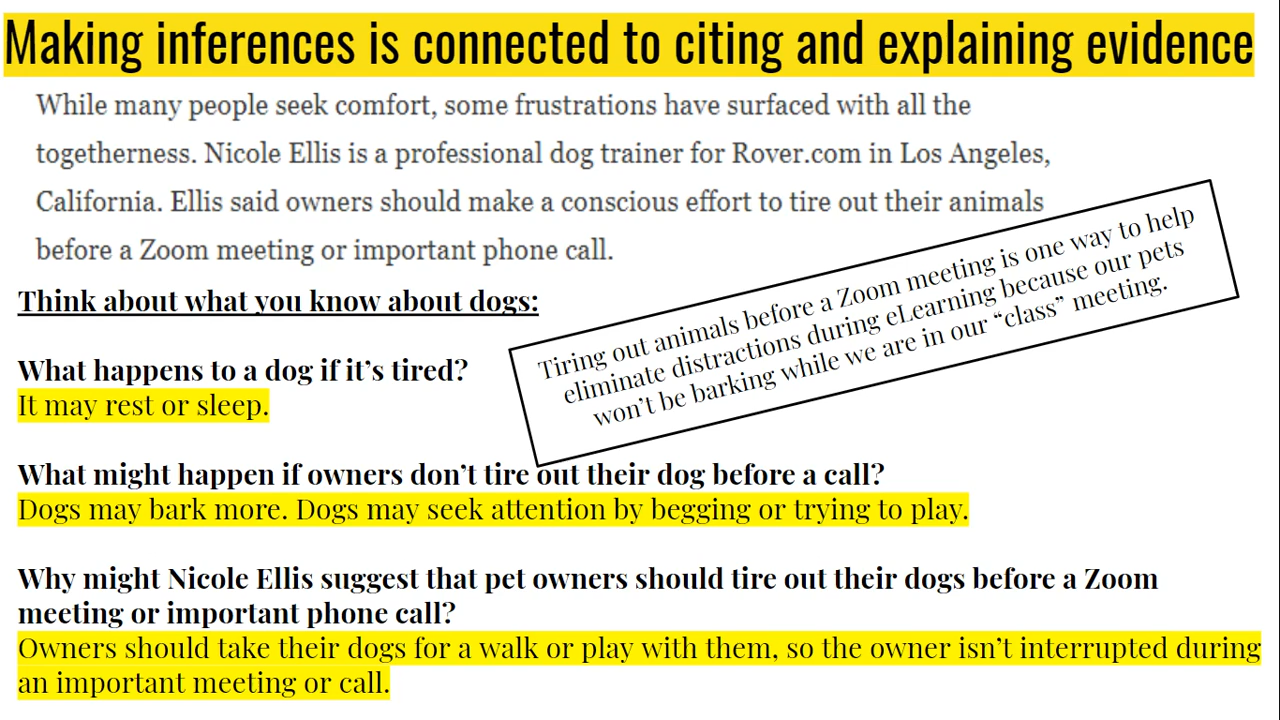 Making inferences is connected to citing and explaining evidence
While many people seek comfort, some frustrations have surfaced with all the
togetherness. Nicole Ellis is a professional dog trainer for Rover.com in Los Angeles,
California. Ellis said owners should make a conscious effort to tire out their animals
before a Zoom meeting or important phone call.
Tiring out animals before a Zoom meeting is one way to help
eliminate distractions during eLearning because our pets
won't be barking while we are in our “class” meeting.
Think about what you know about dogs:
What happens to a dog if it’s tired?
It may rest or sleep.
What might happen if owners don’t tire out their dog before a call?
Dogs may bark more. Dogs may seek attention by begging or trying to play.
Why might Nicole Ellis suggest that pet owners should tire out their dogs before a Zoom
meeting or important phone call?
Owners should take their dogs for a walk or play with them, so the owner isn’t interrupted during
an important meeting or call.